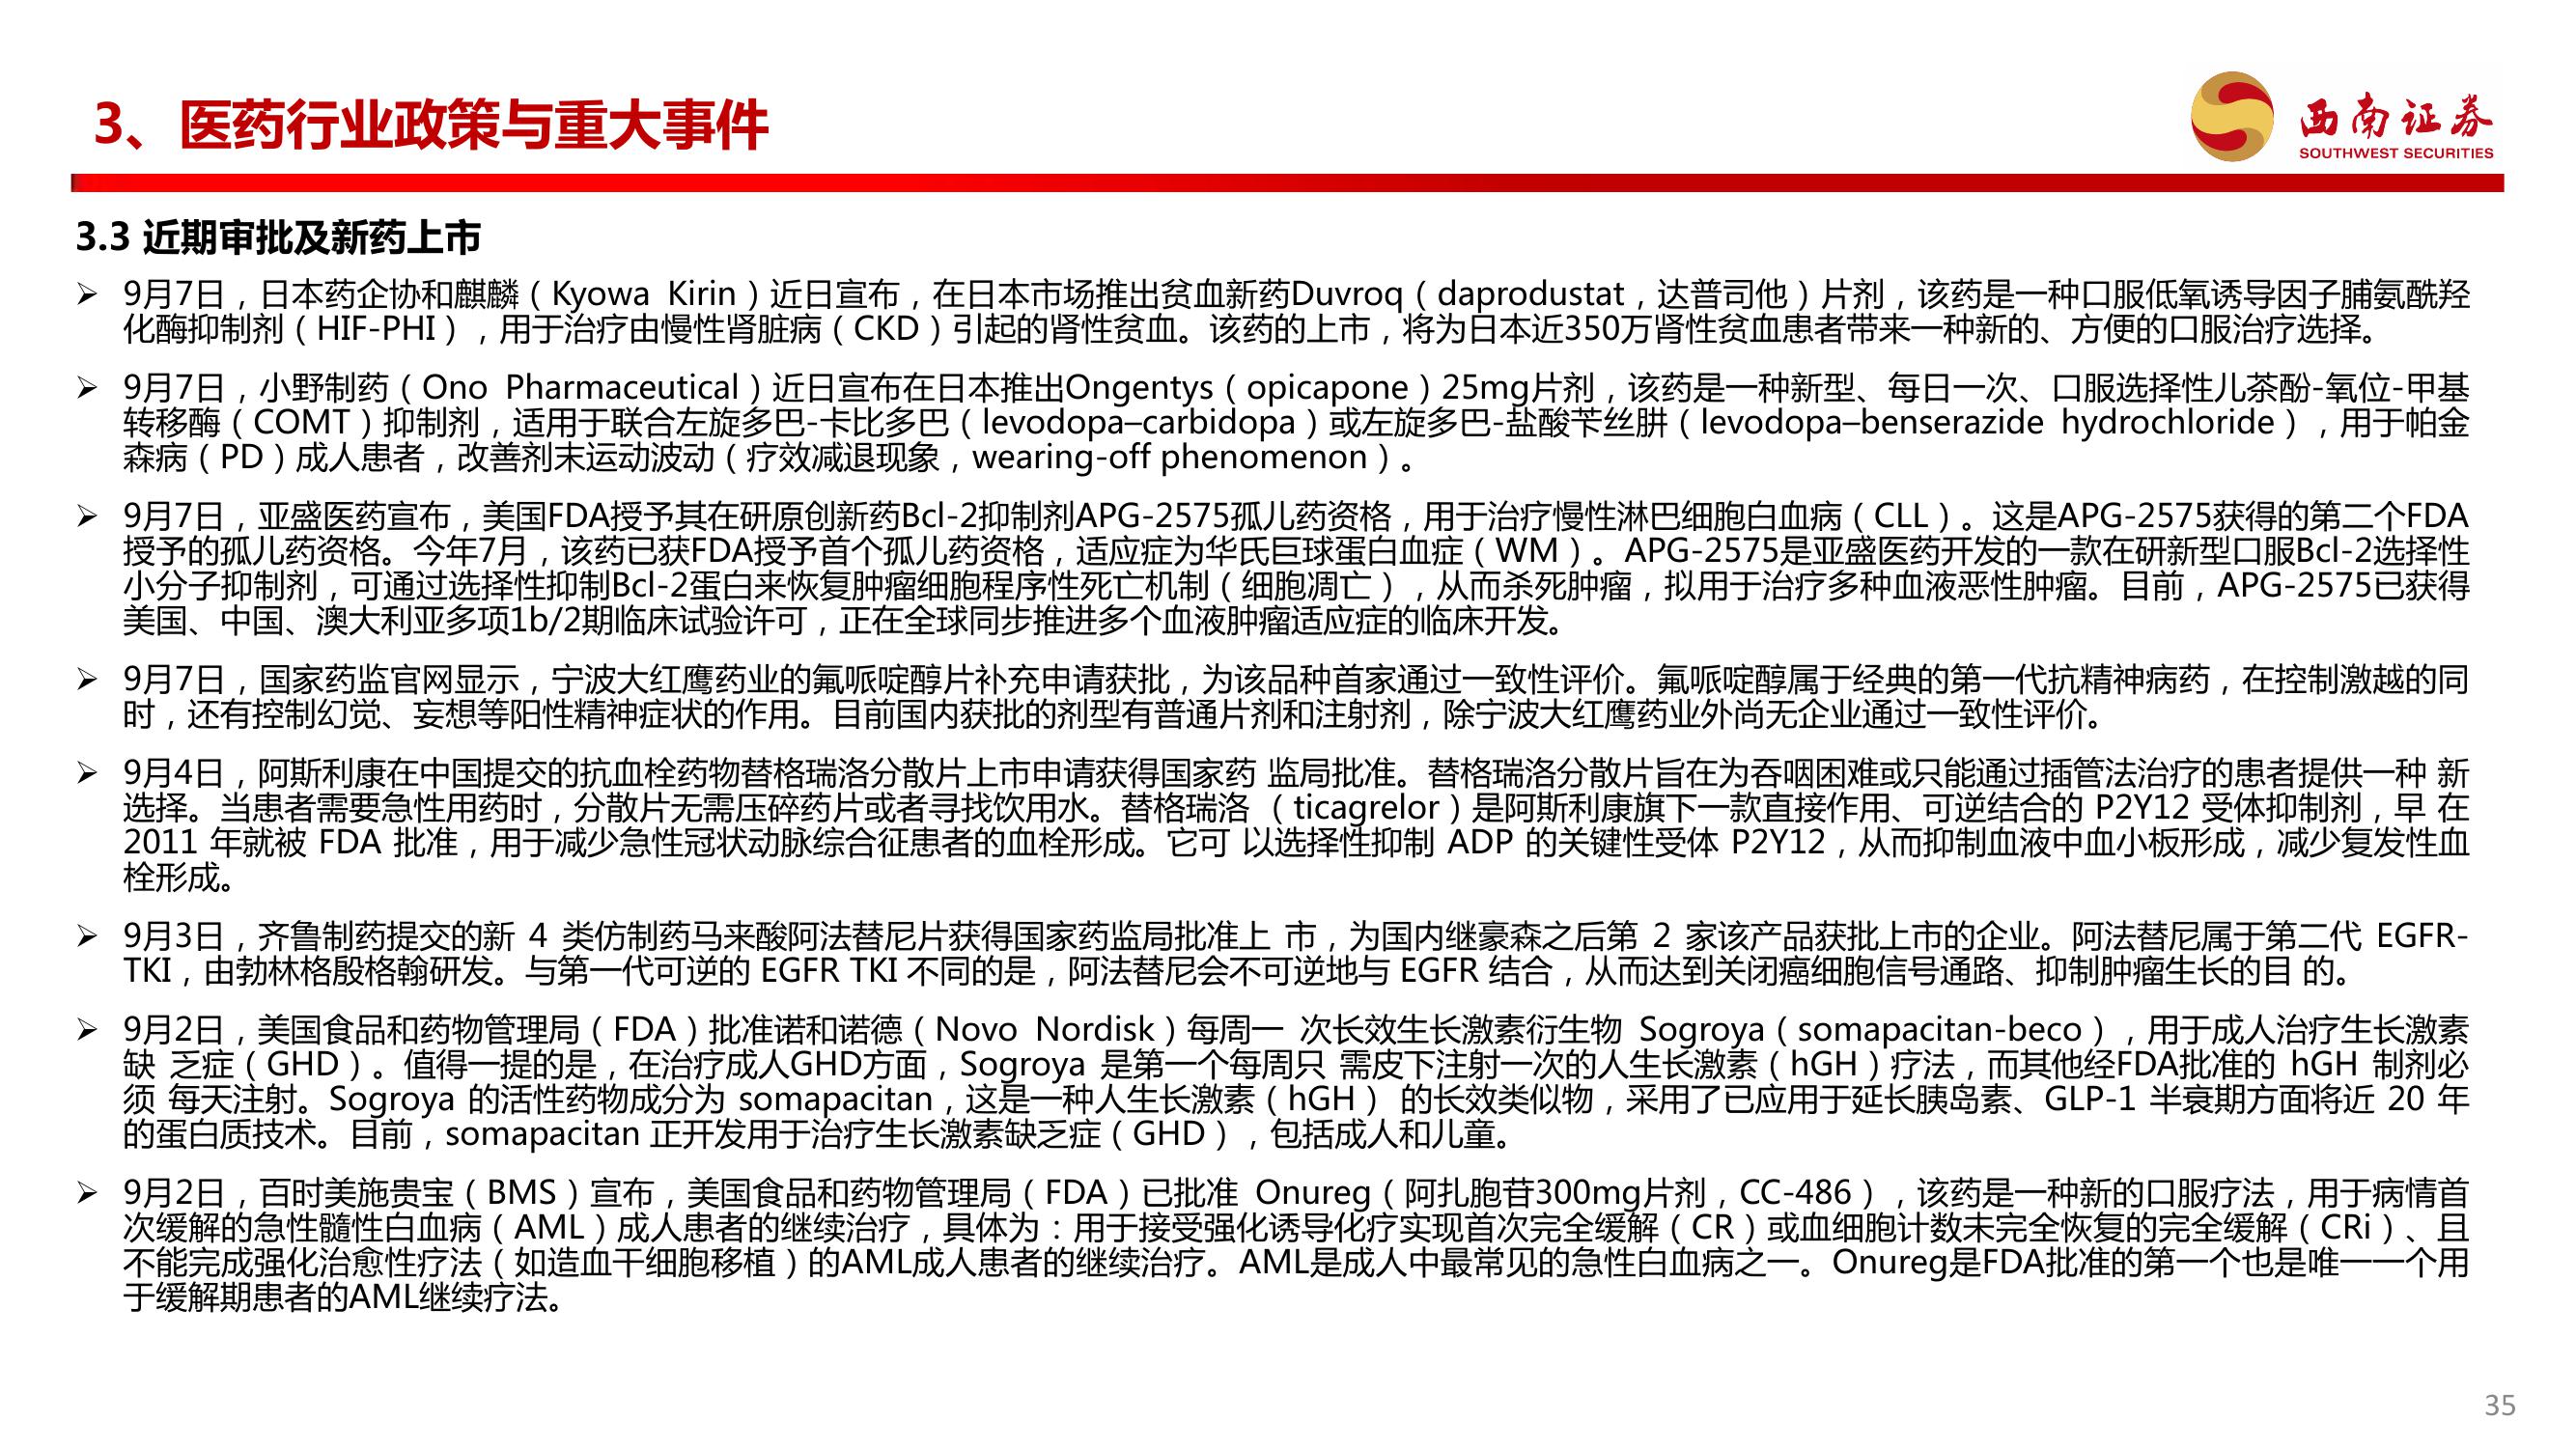 3、医药行业政策与重大事件
西南证券
SOUTHWEST SECURITIES
3.3 近期审批及新药上市
➢ 9月7日，日本药企协和麒麟（Kyowa Kirin）近日宣布，在日本市场推出贫血新药Duvroq（daprodustat，达普司他）片剂，该药是一种口服低氧诱导因子脯氨酰羟
化酶抑制剂（HIF-PHI），用于治疗由慢性肾脏病（CKD）引起的肾性贫血。该药的上市，将为日本近350万肾性贫血患者带来一种新的、方便的口服治疗选择。
➢ 9月7日，小野制药（Ono Pharmaceutical）近日宣布在日本推出Ongentys（opicapone）25mg片剂，该药是一种新型、每日一次、口服选择性儿茶酚-氧位-甲基
转移酶（COMT）抑制剂，适用于联合左旋多巴-卡比多巴（levodopa–carbidopa）或左旋多巴-盐酸苄丝肼（levodopa–benserazide hydrochloride），用于帕金
森病（PD）成人患者，改善剂末运动波动（疗效减退现象，wearing-off phenomenon）。
➢ 9月7日，亚盛医药宣布，美国FDA授予其在研原创新药Bcl-2抑制剂APG-2575孤儿药资格，用于治疗慢性淋巴细胞白血病（CLL）。这是APG-2575获得的第二个FDA
授予的孤儿药资格。今年7月，该药已获FDA授予首个孤儿药资格，适应症为华氏巨球蛋白血症（WM）。APG-2575是亚盛医药开发的一款在研新型口服Bcl-2选择性
小分子抑制剂，可通过选择性抑制Bcl-2蛋白来恢复肿瘤细胞程序性死亡机制（细胞凋亡），从而杀死肿瘤，拟用于治疗多种血液恶性肿瘤。目前，APG-2575已获得
美国、中国、澳大利亚多项1b/2期临床试验许可，正在全球同步推进多个血液肿瘤适应症的临床开发。
➢ 9月7日，国家药监官网显示，宁波大红鹰药业的氟哌啶醇片补充申请获批，为该品种首家通过一致性评价。氟哌啶醇属于经典的第一代抗精神病药，在控制激越的同
时，还有控制幻觉、妄想等阳性精神症状的作用。目前国内获批的剂型有普通片剂和注射剂，除宁波大红鹰药业外尚无企业通过一致性评价。
➢ 9月4日，阿斯利康在中国提交的抗血栓药物替格瑞洛分散片上市申请获得国家药 监局批准。替格瑞洛分散片旨在为吞咽困难或只能通过插管法治疗的患者提供一种 新
选择。当患者需要急性用药时，分散片无需压碎药片或者寻找饮用水。替格瑞洛 （ticagrelor）是阿斯利康旗下一款直接作用、可逆结合的 P2Y12 受体抑制剂，早 在
2011 年就被 FDA 批准，用于减少急性冠状动脉综合征患者的血栓形成。它可 以选择性抑制 ADP 的关键性受体 P2Y12，从而抑制血液中血小板形成，减少复发性血
栓形成。
➢ 9月3日，齐鲁制药提交的新 4 类仿制药马来酸阿法替尼片获得国家药监局批准上 市，为国内继豪森之后第 2 家该产品获批上市的企业。阿法替尼属于第二代 EGFR-
TKI，由勃林格殷格翰研发。与第一代可逆的 EGFR TKI 不同的是，阿法替尼会不可逆地与 EGFR 结合，从而达到关闭癌细胞信号通路、抑制肿瘤生长的目 的。
➢ 9月2日，美国食品和药物管理局（FDA）批准诺和诺德（Novo Nordisk）每周一 次长效生长激素衍生物 Sogroya（somapacitan-beco），用于成人治疗生长激素
缺 乏症（GHD）。值得一提的是，在治疗成人GHD方面，Sogroya 是第一个每周只 需皮下注射一次的人生长激素（hGH）疗法，而其他经FDA批准的 hGH 制剂必
须 每天注射。Sogroya 的活性药物成分为 somapacitan，这是一种人生长激素（hGH） 的长效类似物，采用了已应用于延长胰岛素、GLP-1 半衰期方面将近 20 年
的蛋白质技术。目前，somapacitan 正开发用于治疗生长激素缺乏症（GHD），包括成人和儿童。
➢ 9月2日，百时美施贵宝（BMS）宣布，美国食品和药物管理局（FDA）已批准 Onureg（阿扎胞苷300mg片剂，CC-486），该药是一种新的口服疗法，用于病情首
次缓解的急性髓性白血病（AML）成人患者的继续治疗，具体为：用于接受强化诱导化疗实现首次完全缓解（CR）或血细胞计数未完全恢复的完全缓解（CRi）、且
不能完成强化治愈性疗法（如造血干细胞移植）的AML成人患者的继续治疗。AML是成人中最常见的急性白血病之一。Onureg是FDA批准的第一个也是唯一一个用
于缓解期患者的AML继续疗法。
35